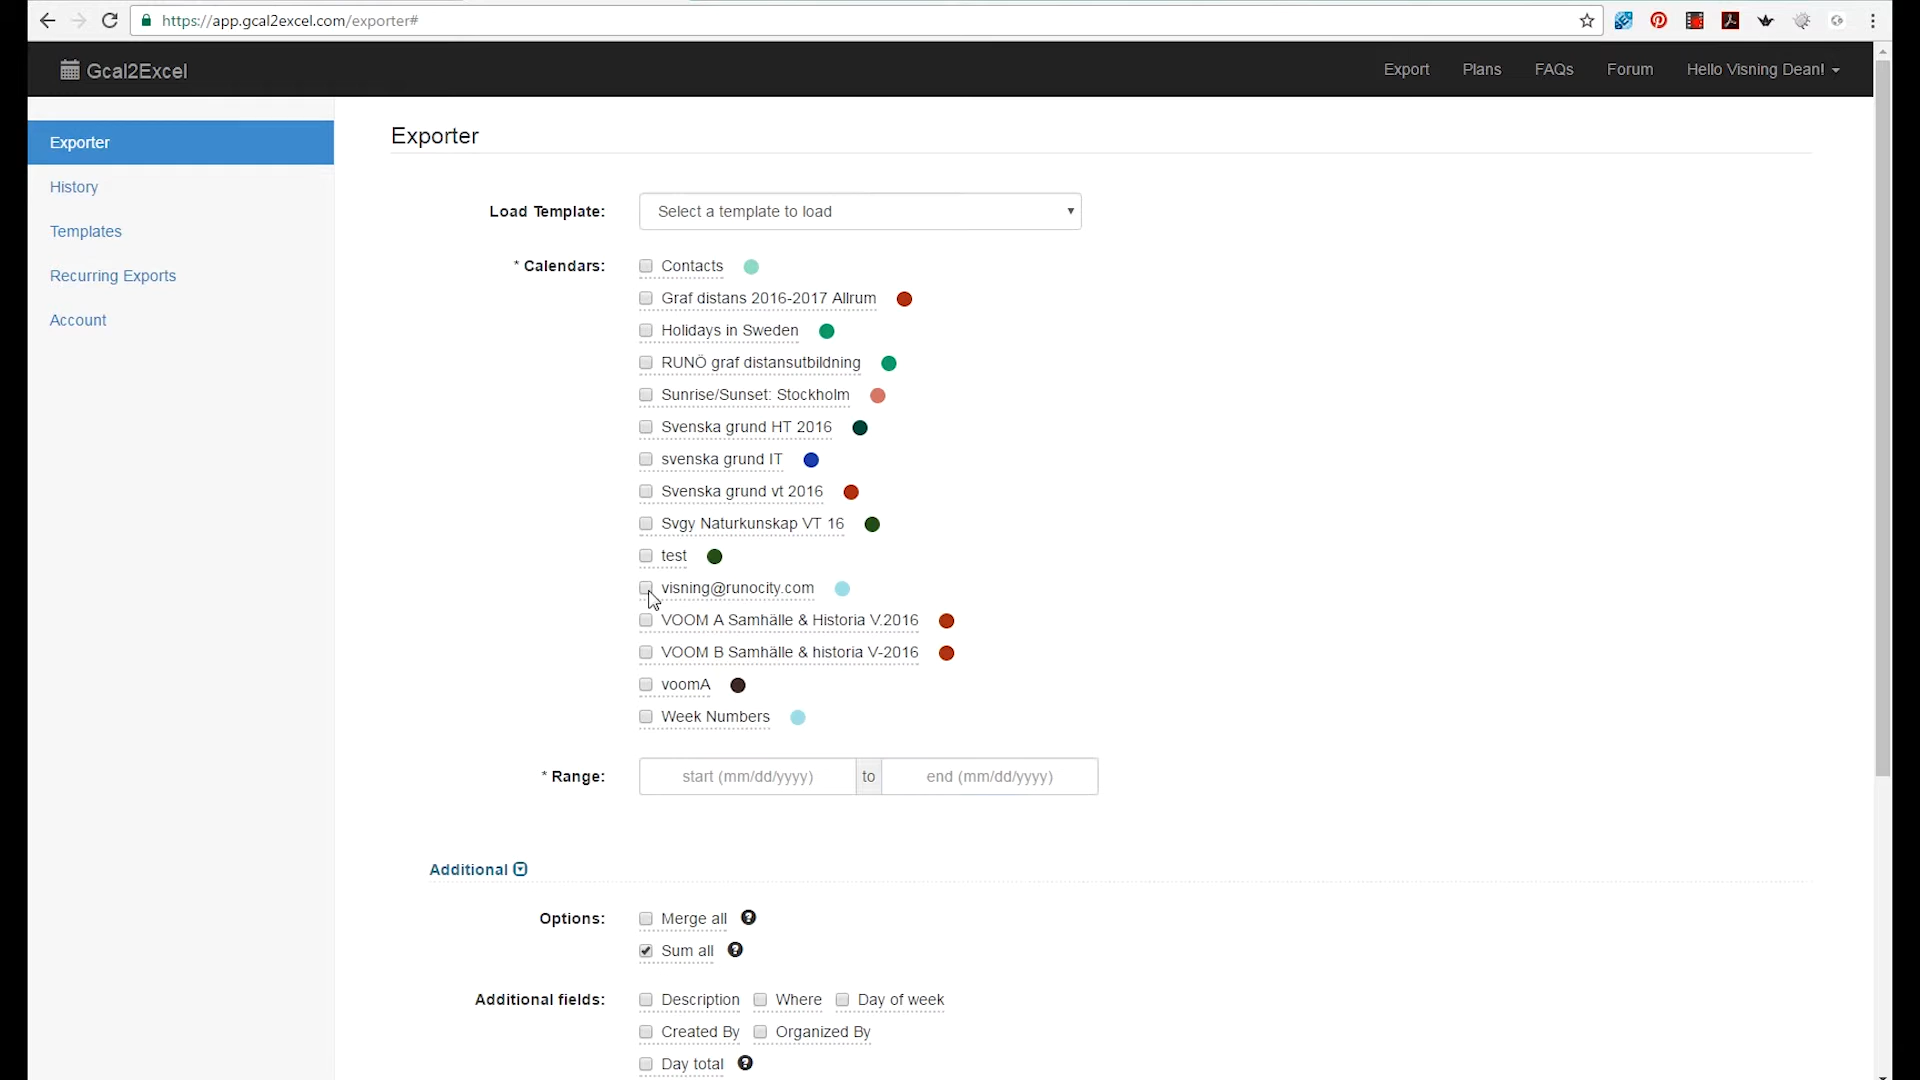 https://app.gcal2excel.com/exporter#
Gcal2Excel
Export Plans FAQs Forum Hello Visning Dean!
Exporter
History
Templates
Recurring Exports
Account
Exporter
Load Template: Select a template to load
* Calendars: Contacts
Graf distans 2016-2017 Allrum
Holidays in Sweden
RUNÖ graf distansutbildning
Sunrise/Sunset: Stockholm
Svenska grund HT 2016
svenska grund IT
Svenska grund vt 2016
Svgy Naturkunskap VT 16
test
visning@runocity.com
VOOM A Samhälle & Historia V.2016
VOOM B Samhälle & historia V-2016
voomA
Week Numbers
* Range: start (mm/dd/yyyy) to end (mm/dd/yyyy)
Additional
Options: Merge all ?
Sum all ?
Additional fields: Description Where Day of week
Created By Organized By
Day total ?